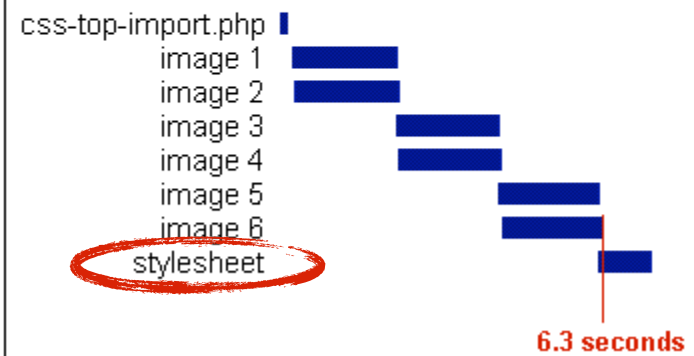 css-top-import.php
image 1
image 2
image 3
image 4
image 5
image 6
stylesheet
6.3 seconds